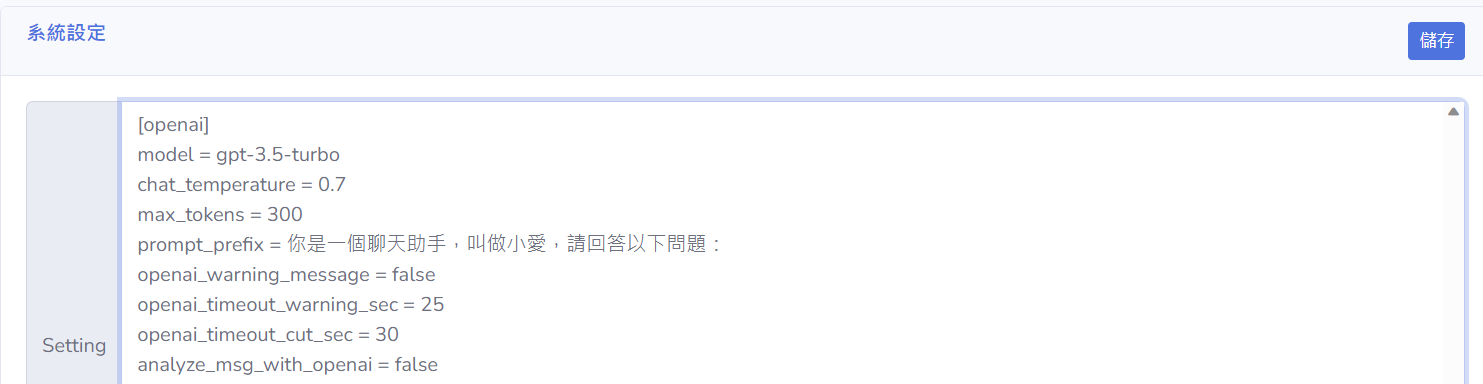 系統設定
儲存
Setting
[openai]
model = gpt-3.5-turbo
chat_temperature = 0.7
max_tokens = 300
prompt_prefix = 你是一個聊天助手，叫做小愛，請回答以下問題：
openai_warning_message = false
openai_timeout_warning_sec = 25
openai_timeout_cut_sec = 30
analyze_msg_with_openai = false